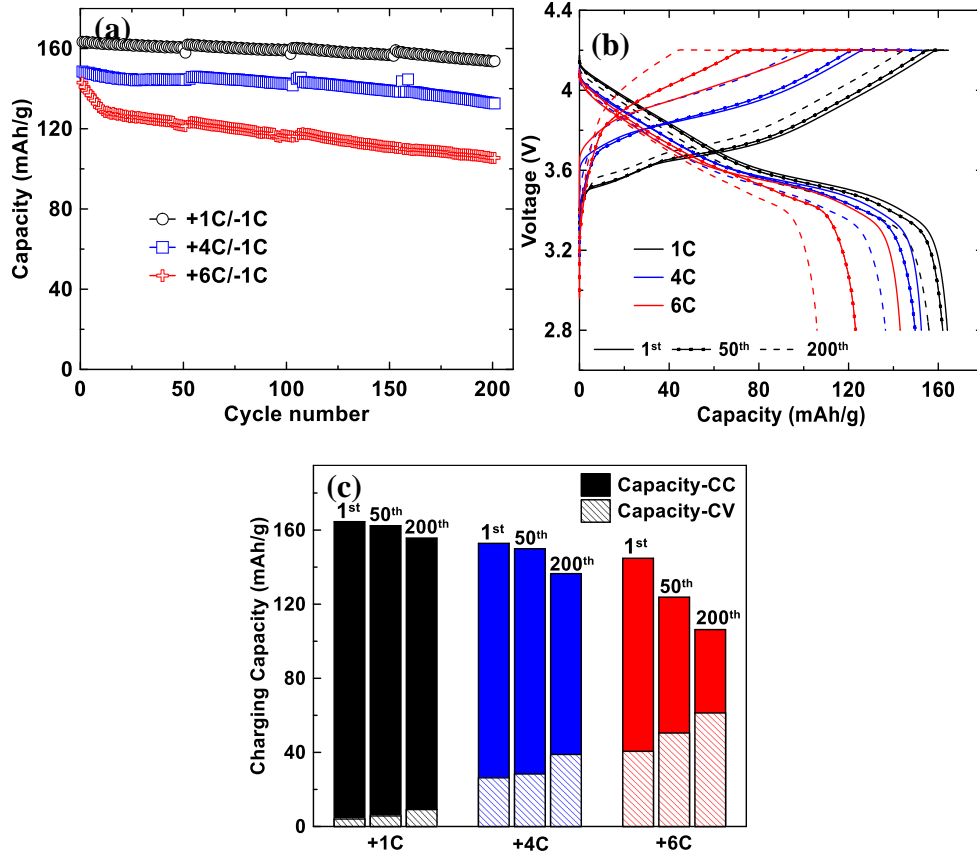 (a)
160
120
80
40
0
Capacity (mAh/g)
+1C/-1C
+4C/-1C
+6C/-1C
0 50 100 150 200
Cycle number
(b)
4.4
4.0
3.6
3.2
2.8
Voltage (V)
1C
4C
6C
1st 50th 200th
0 40 80 120 160
Capacity (mAh/g)
(c)
Capacity-CC
Capacity-CV
160
120
80
40
0
Charging Capacity (mAh/g)
1st 50th 200th
1st 50th 200th
1st 50th 200th
+1C +4C +6C